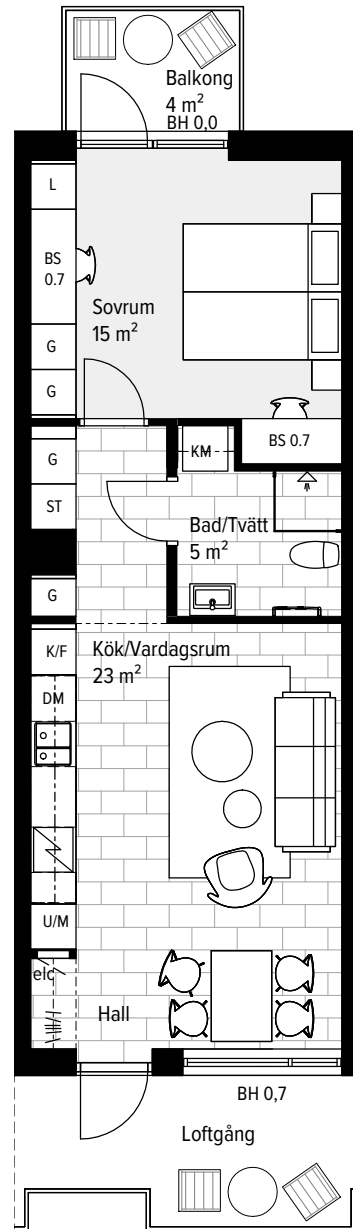 Balkong
4 m²
BH 0,0
L
BS
0.7
Sovrum
15 m²
G
G
BS 0.7
G
KM
ST
Bad/Tvätt
5 m²
G
K/F
Kök/Vardagsrum
23 m²
DM
U/M
elc
Hall
BH 0,7
Loftgång